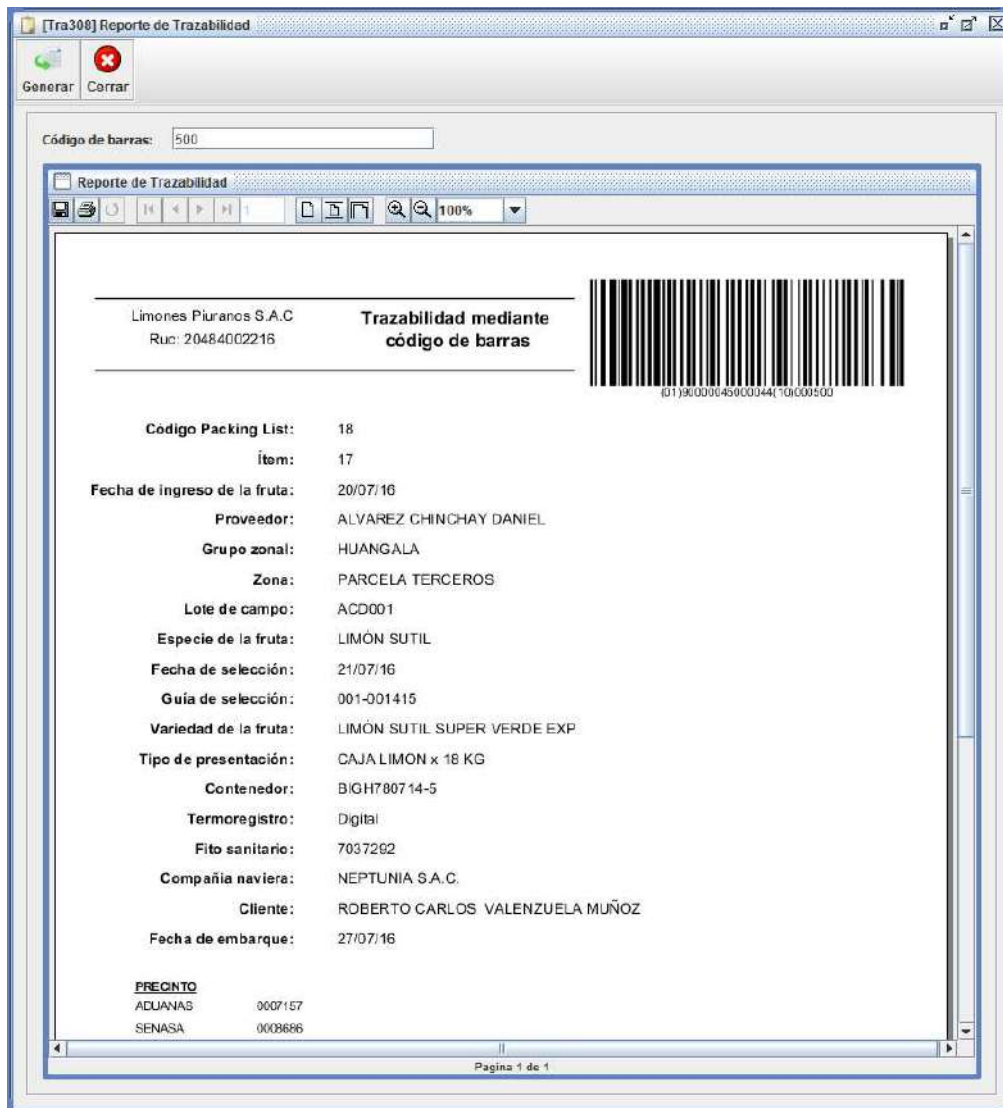 [Tra308] Reporte de Trazabilidad
Generar Cerrar
Código de barras: 500
Reporte de Trazabilidad
1 100%
Limones Piuranos S.A.C
Ruc: 20484002216
Trazabilidad mediante
código de barras
(01)90000045000044(10)000500
Código Packing List: 18
Ítem: 17
Fecha de ingreso de la fruta: 20/07/16
Proveedor: ALVAREZ CHINCHAY DANIEL
Grupo zonal: HUANGALA
Zona: PARCELA TERCEROS
Lote de campo: ACD001
Especie de la fruta: LIMÓN SUTIL
Fecha de selección: 21/07/16
Guía de selección: 001-001415
Variedad de la fruta: LIMÓN SUTIL SUPER VERDE EXP
Tipo de presentación: CAJA LIMON x 18 KG
Contenedor: BIGH780714-5
Termoregistro: Digital
Fito sanitario: 7037292
Compañia naviera: NEPTUNIA S.A.C.
Cliente: ROBERTO CARLOS VALENZUELA MUÑOZ
Fecha de embarque: 27/07/16
PRECINTO
ADUANAS 0007157
SENASA 0008686
Pagina 1 de 1